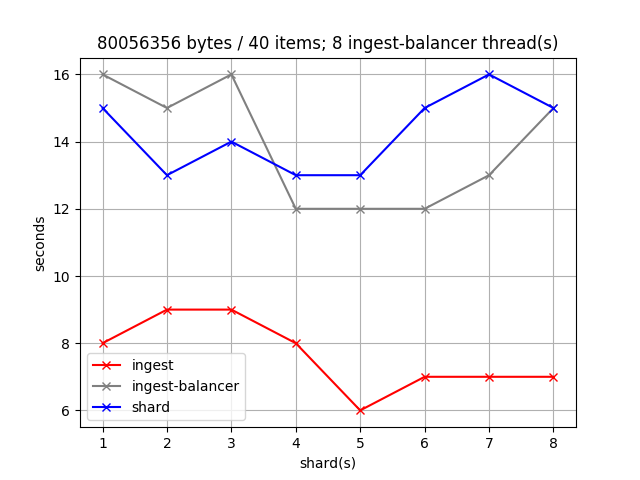 80056356 bytes / 40 items; 8 ingest-balancer thread(s)
16
14
12
10
8
6
seconds
ingest
ingest-balancer
shard
1 2 3 4 5 6 7 8
shard(s)